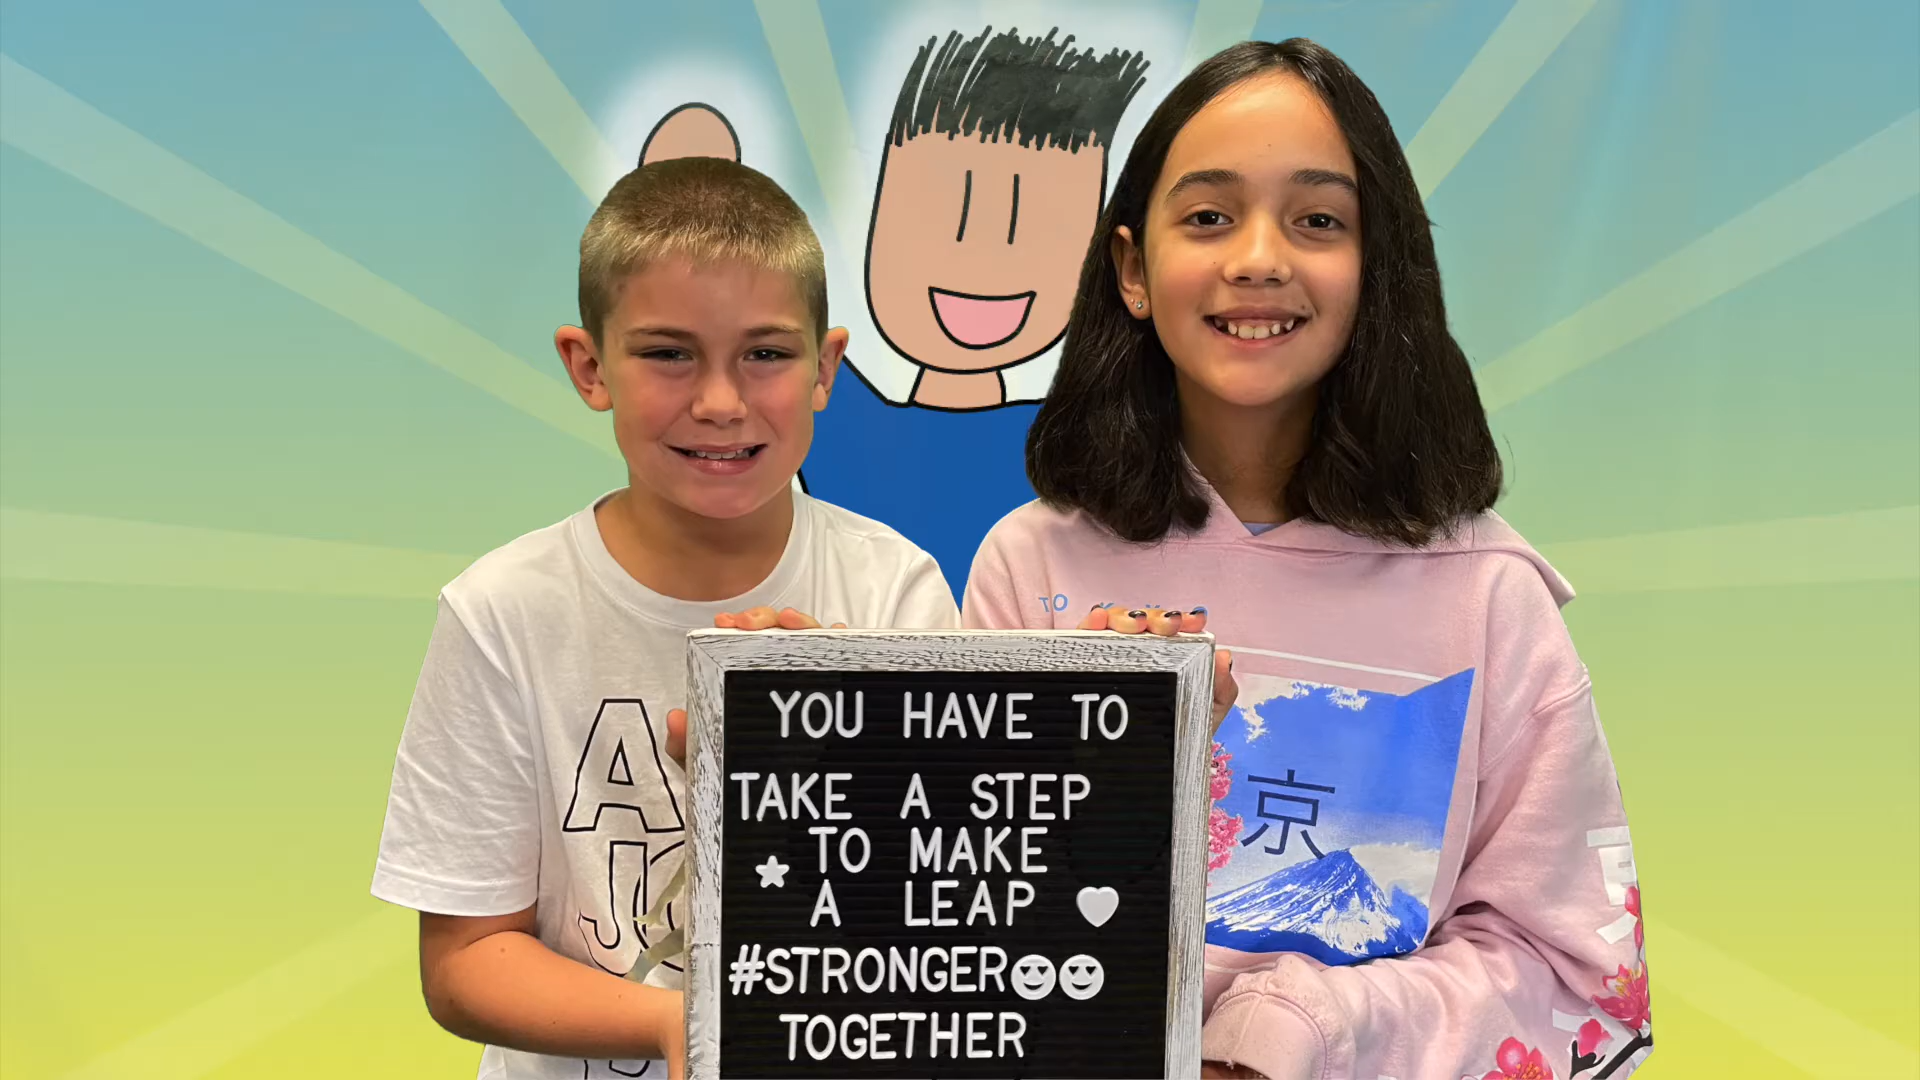 YOU HAVE TO
TAKE A STEP
TO MAKE
A LEAP
#STRONGER
TOGETHER
TO
京